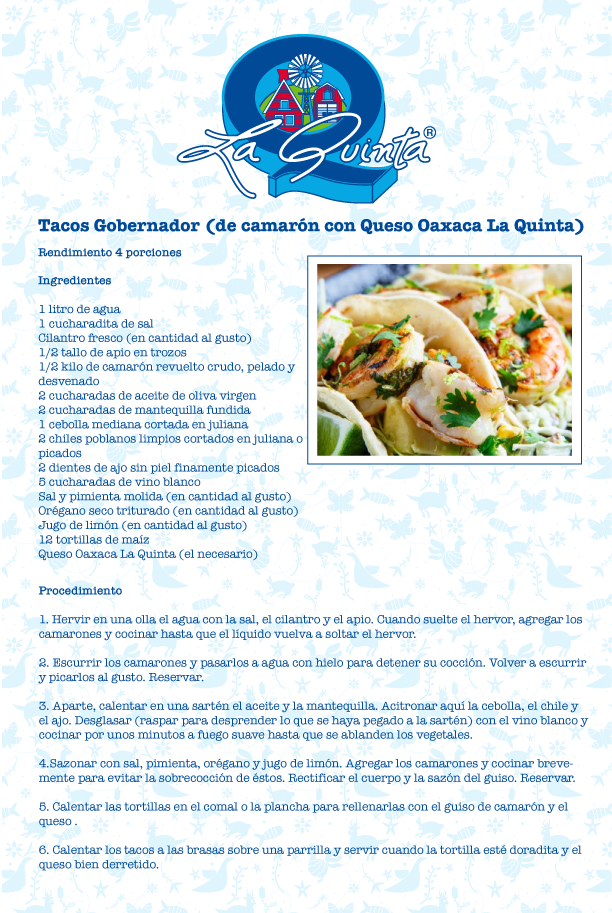 La Quinta®
Tacos Gobernador (de camarón con Queso Oaxaca La Quinta)
Rendimiento 4 porciones
Ingredientes
1 litro de agua
1 cucharadita de sal
Cilantro fresco (en cantidad al gusto)
1/2 tallo de apio en trozos
1/2 kilo de camarón revuelto crudo, pelado y
desvenado
2 cucharadas de aceite de oliva virgen
2 cucharadas de mantequilla fundida
1 cebolla mediana cortada en juliana
2 chiles poblanos limpios cortados en juliana o
picados
2 dientes de ajo sin piel finamente picados
5 cucharadas de vino blanco
Sal y pimienta molida (en cantidad al gusto)
Orégano seco triturado (en cantidad al gusto)
Jugo de limón (en cantidad al gusto)
12 tortillas de maíz
Queso Oaxaca La Quinta (el necesario)
Procedimiento
1. Hervir en una olla el agua con la sal, el cilantro y el apio. Cuando suelte el hervor, agregar los
camarones y cocinar hasta que el líquido vuelva a soltar el hervor.
2. Escurrir los camarones y pasarlos a agua con hielo para detener su cocción. Volver a escurrir
y picarlos al gusto. Reservar.
3. Aparte, calentar en una sartén el aceite y la mantequilla. Acitronar aquí la cebolla, el chile y
el ajo. Desglasar (raspar para desprender lo que se haya pegado a la sartén) con el vino blanco y
cocinar por unos minutos a fuego suave hasta que se ablanden los vegetales.
4.Sazonar con sal, pimienta, orégano y jugo de limón. Agregar los camarones y cocinar breve-
mente para evitar la sobrecocción de éstos. Rectificar el cuerpo y la sazón del guiso. Reservar.
5. Calentar las tortillas en el comal o la plancha para rellenarlas con el guiso de camarón y el
queso .
6. Calentar los tacos a las brasas sobre una parrilla y servir cuando la tortilla esté doradita y el
queso bien derretido.